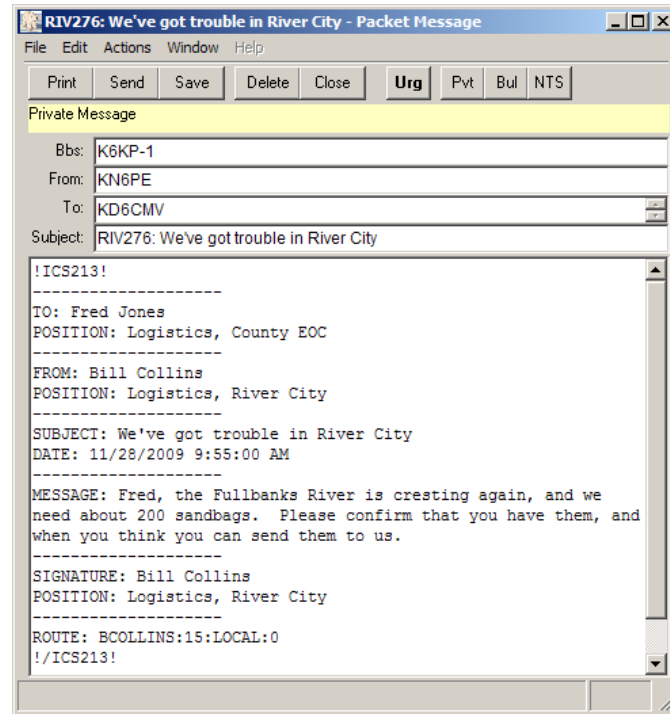 RIV276: We've got trouble in River City - Packet Message
File Edit Actions Window Help
Print Send Save Delete Close Urg Pvt Bul NTS
Private Message
Bbs: K6KP-1
From: KN6PE
To: KD6CMV
Subject: RIV276: We've got trouble in River City
!ICS213!
--------------------
TO: Fred Jones
POSITION: Logistics, County EOC
--------------------
FROM: Bill Collins
POSITION: Logistics, River City
--------------------
SUBJECT: We've got trouble in River City
DATE: 11/28/2009 9:55:00 AM
--------------------
MESSAGE: Fred, the Fullbanks River is cresting again, and we
need about 200 sandbags.  Please confirm that you have them, and
when you think you can send them to us.
--------------------
SIGNATURE: Bill Collins
POSITION: Logistics, River City
--------------------
ROUTE: BCOLLINS:15:LOCAL:0
!/ICS213!